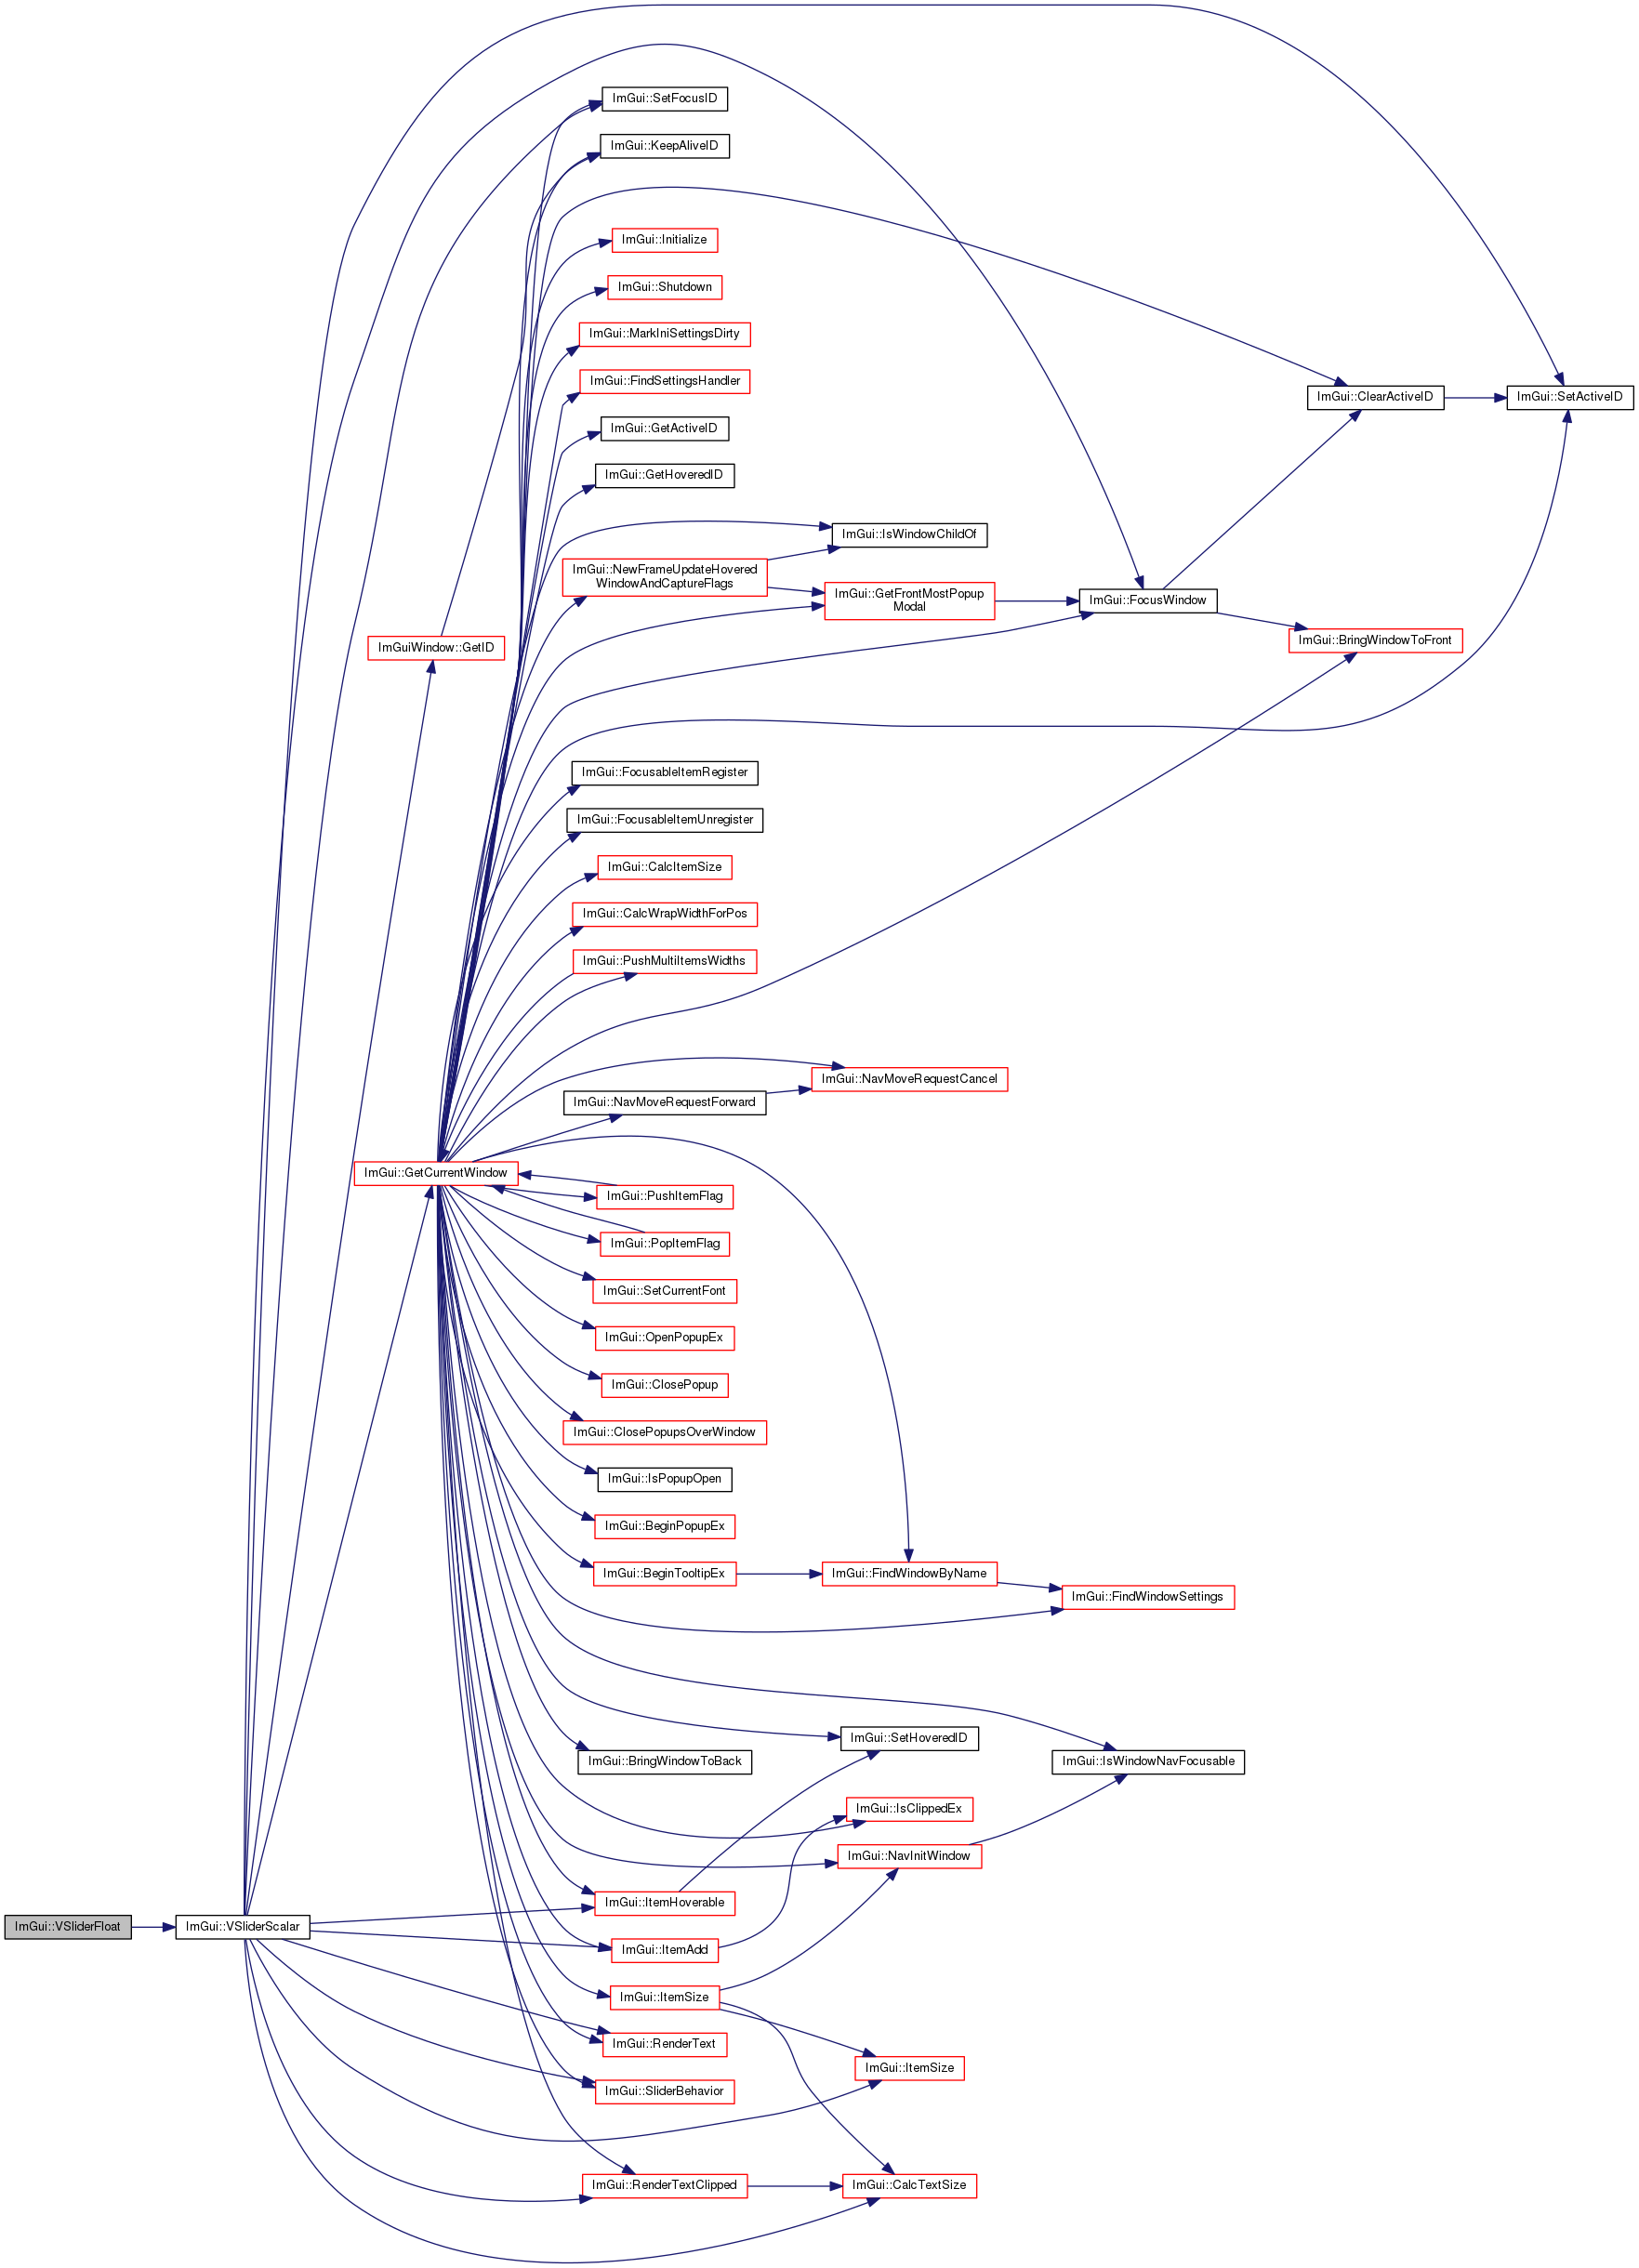 ImGui::SetFocusID
ImGui::KeepAliveID
ImGui::Initialize
ImGui::Shutdown
ImGui::MarkIniSettingsDirty
ImGui::FindSettingsHandler
ImGui::ClearActiveID
ImGui::SetActiveID
ImGui::GetActiveID
ImGui::GetHoveredID
ImGui::IsWindowChildOf
ImGui::NewFrameUpdateHovered
WindowAndCaptureFlags
ImGui::GetFrontMostPopup
Modal
ImGui::FocusWindow
ImGuiWindow::GetID
ImGui::BringWindowToFront
ImGui::FocusableItemRegister
ImGui::FocusableItemUnregister
ImGui::CalcItemSize
ImGui::CalcWrapWidthForPos
ImGui::PushMultiItemsWidths
ImGui::NavMoveRequestCancel
ImGui::NavMoveRequestForward
ImGui::GetCurrentWindow
ImGui::PushItemFlag
ImGui::PopItemFlag
ImGui::SetCurrentFont
ImGui::OpenPopupEx
ImGui::ClosePopup
ImGui::ClosePopupsOverWindow
ImGui::IsPopupOpen
ImGui::BeginPopupEx
ImGui::BeginTooltipEx
ImGui::FindWindowByName
ImGui::FindWindowSettings
ImGui::SetHoveredID
ImGui::BringWindowToBack
ImGui::IsWindowNavFocusable
ImGui::IsClippedEx
ImGui::NavInitWindow
ImGui::ItemHoverable
ImGui::VSliderFloat
ImGui::VSliderScalar
ImGui::ItemAdd
ImGui::ItemSize
ImGui::RenderText
ImGui::ItemSize
ImGui::SliderBehavior
ImGui::RenderTextClipped
ImGui::CalcTextSize